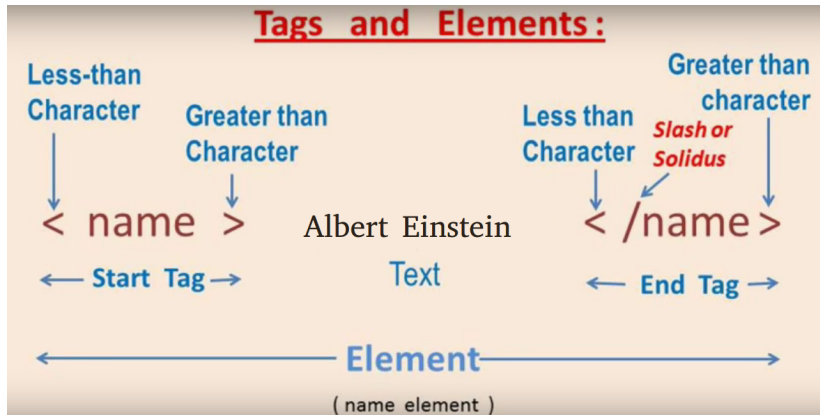 Tags and Elements :
Less-than
Character
Greater than
Character
Less than
Character
Slash or
Solidus
Greater than
character
< name >
Albert Einstein
< /name >
Start Tag
Text
End Tag
Element
( name element )